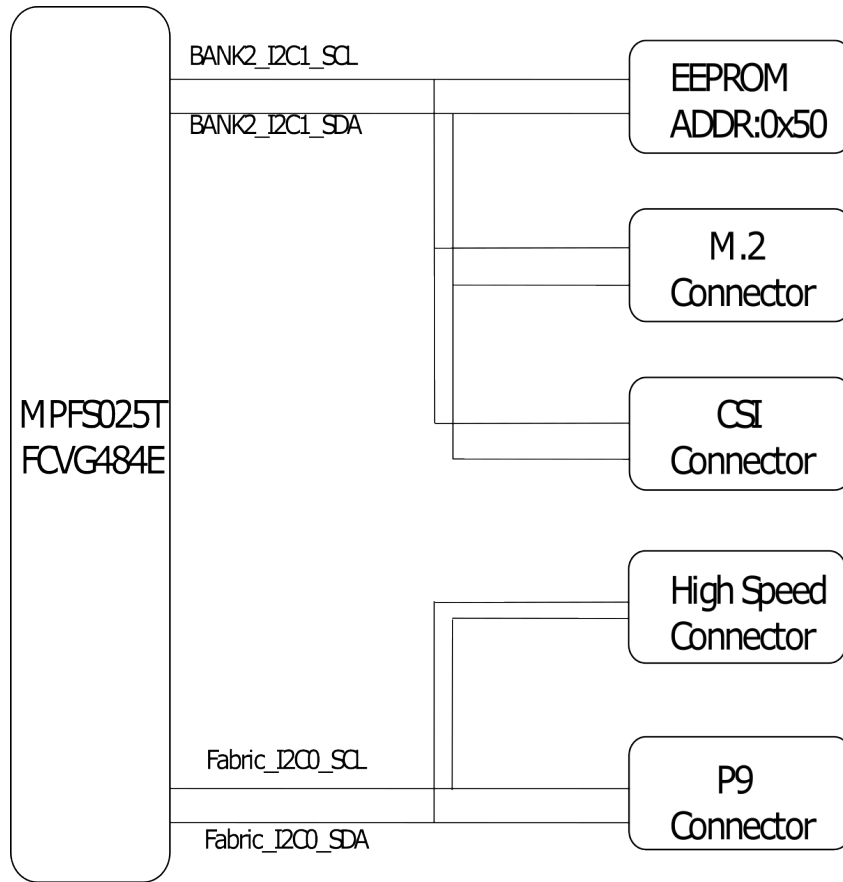 BANK2_I2C1_SCL
BANK2_I2C1_SDA
EEPROM
ADDR:0x50
M.2
Connector
MPFS025T
FCVG484E
CSI
Connector
High Speed
Connector
Fabric_I2C0_SCL
Fabric_I2C0_SDA
P9
Connector